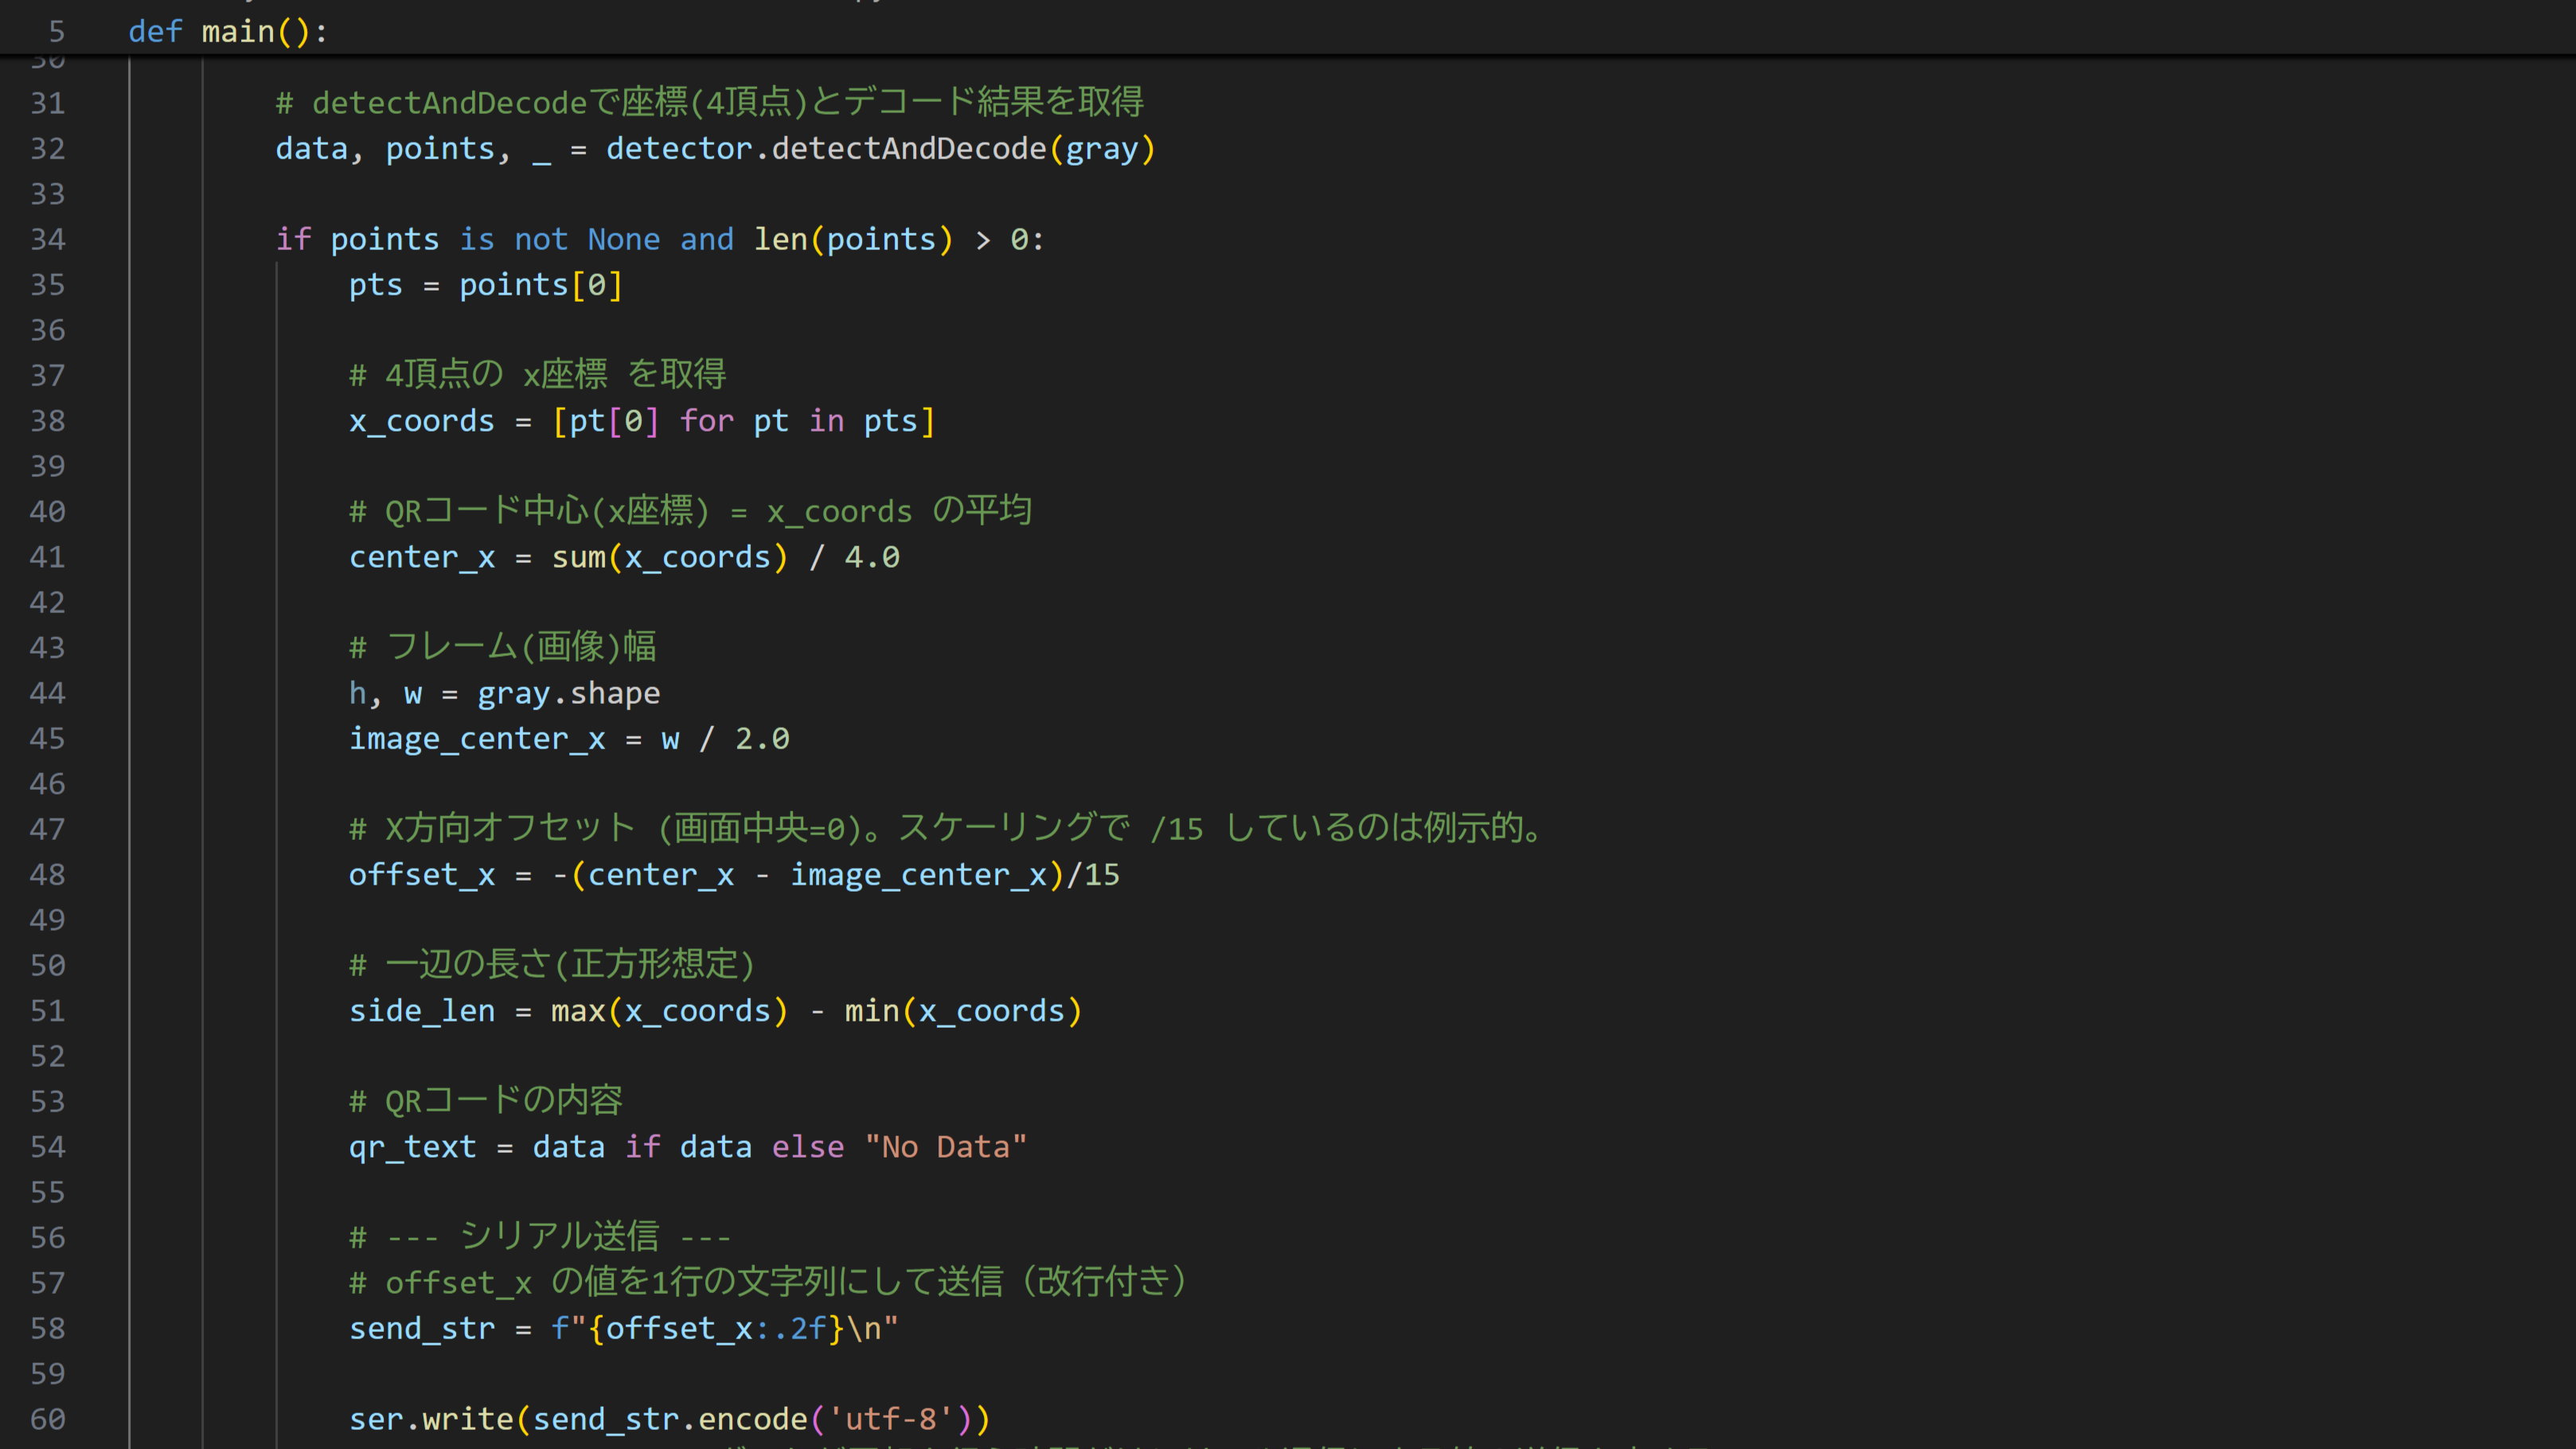 5 def main():
30
31 # detectAndDecodeで座標(4頂点)とデコード結果を取得
32 data, points, _ = detector.detectAndDecode(gray)
33
34 if points is not None and len(points) > 0:
35 pts = points[0]
36
37 # 4頂点の x座標 を取得
38 x_coords = [pt[0] for pt in pts]
39
40 # QRコード中心(x座標) = x_coords の平均
41 center_x = sum(x_coords) / 4.0
42
43 # フレーム(画像)幅
44 h, w = gray.shape
45 image_center_x = w / 2.0
46
47 # X方向オフセット (画面中央=0)。スケーリングで /15 しているのは例示的。
48 offset_x = -(center_x - image_center_x)/15
49
50 # 一辺の長さ(正方形想定)
51 side_len = max(x_coords) - min(x_coords)
52
53 # QRコードの内容
54 qr_text = data if data else "No Data"
55
56 # --- シリアル送信 ---
57 # offset_x の値を1行の文字列にして送信（改行付き）
58 send_str = f"{offset_x:.2f}\n"
59
60 ser.write(send_str.encode('utf-8'))